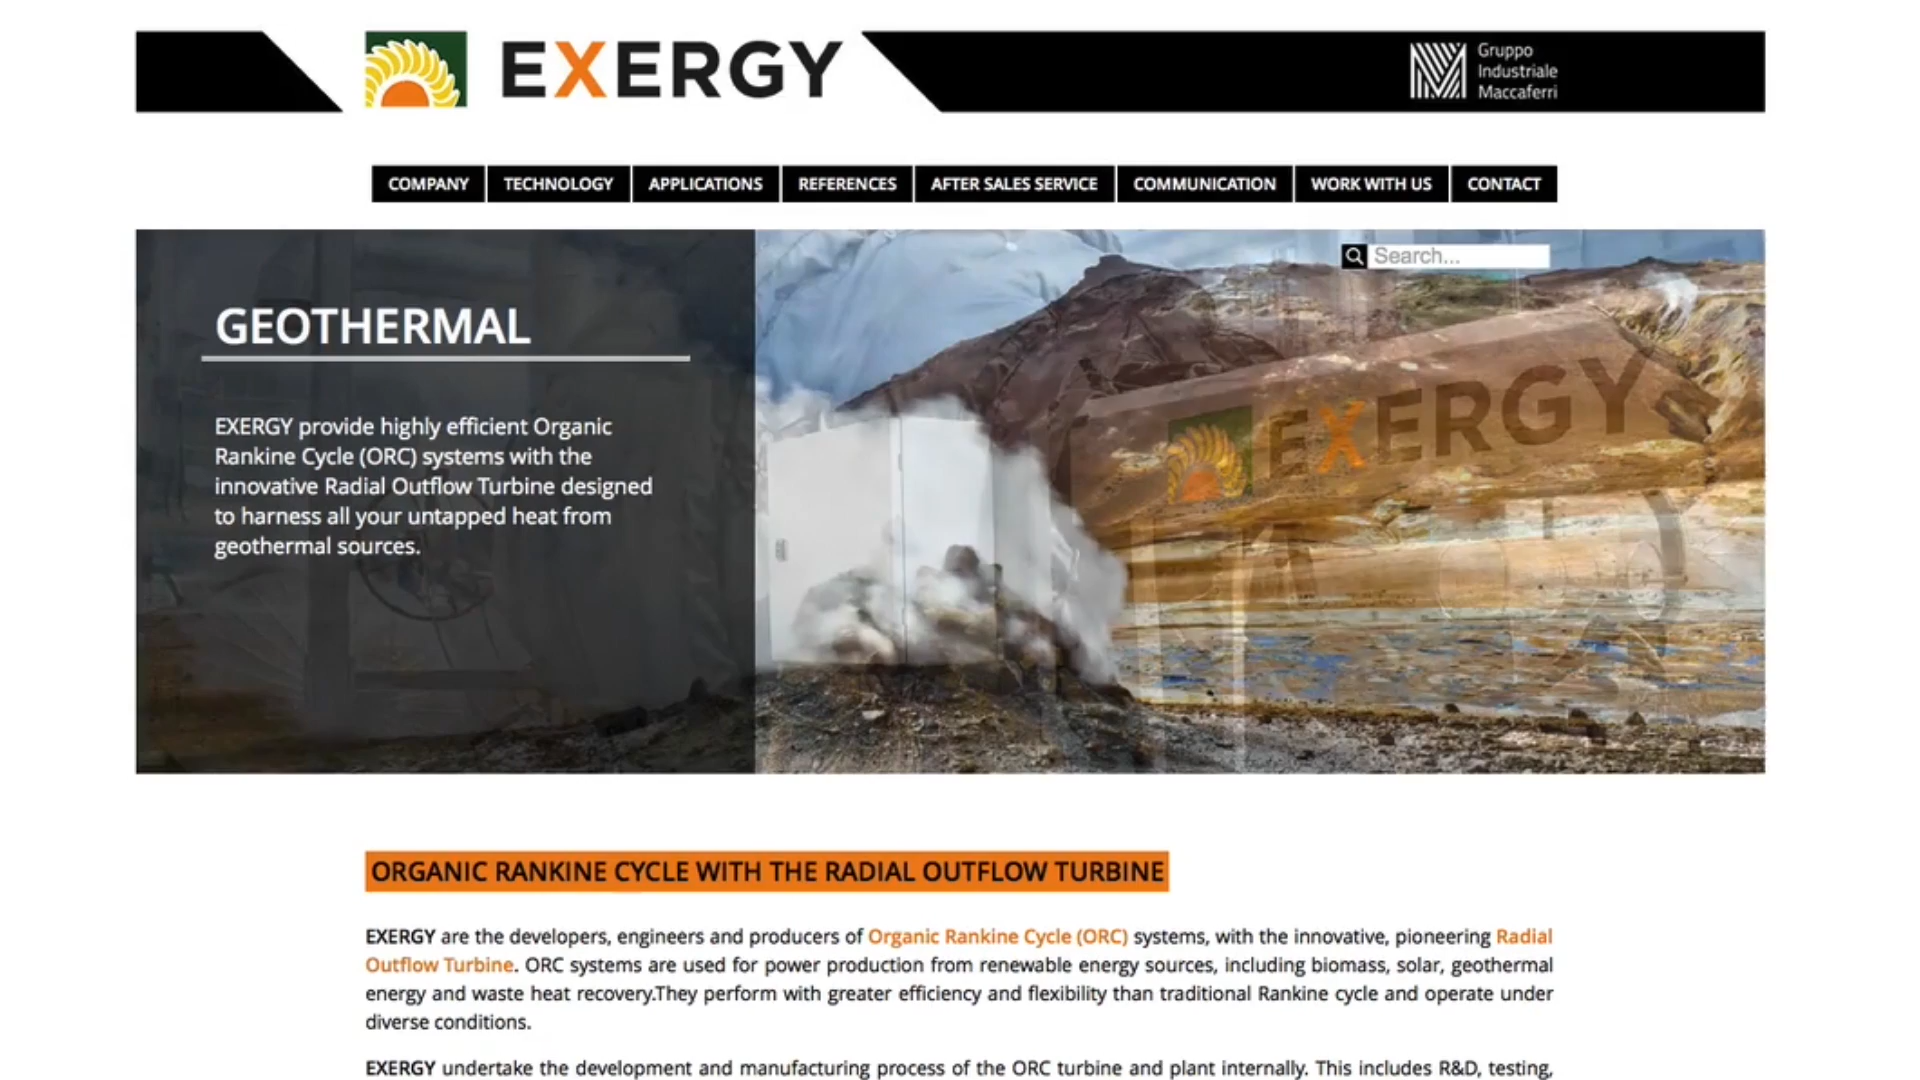 EXERGY
Gruppo
Industriale
Maccaferri
COMPANY TECHNOLOGY APPLICATIONS REFERENCES AFTER SALES SERVICE COMMUNICATION WORK WITH US CONTACT
Search...
GEOTHERMAL
EXERGY provide highly efficient Organic
Rankine Cycle (ORC) systems with the
innovative Radial Outflow Turbine designed
to harness all your untapped heat from
geothermal sources.
EXERGY
ORGANIC RANKINE CYCLE WITH THE RADIAL OUTFLOW TURBINE
EXERGY are the developers, engineers and producers of Organic Rankine Cycle (ORC) systems, with the innovative, pioneering Radial
Outflow Turbine. ORC systems are used for power production from renewable energy sources, including biomass, solar, geothermal
energy and waste heat recovery.They perform with greater efficiency and flexibility than traditional Rankine cycle and operate under
diverse conditions.
EXERGY undertake the development and manufacturing process of the ORC turbine and plant internally. This includes R&D, testing,